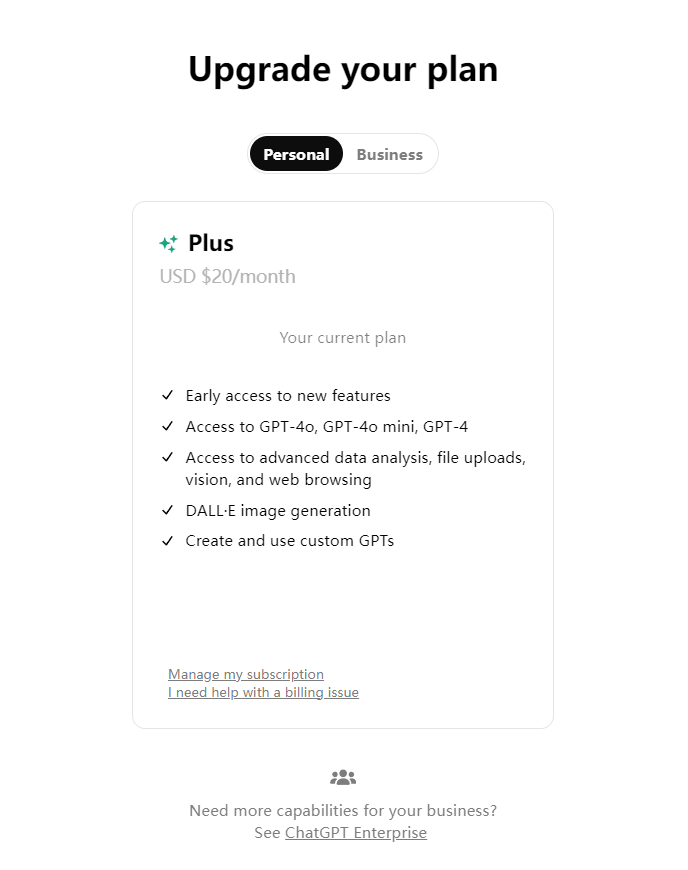 Upgrade your plan
Personal Business
Plus
USD $20/month
Your current plan
Early access to new features
Access to GPT-4o, GPT-4o mini, GPT-4
Access to advanced data analysis, file uploads,
vision, and web browsing
DALL·E image generation
Create and use custom GPTs
Manage my subscription
I need help with a billing issue
Need more capabilities for your business?
See ChatGPT Enterprise